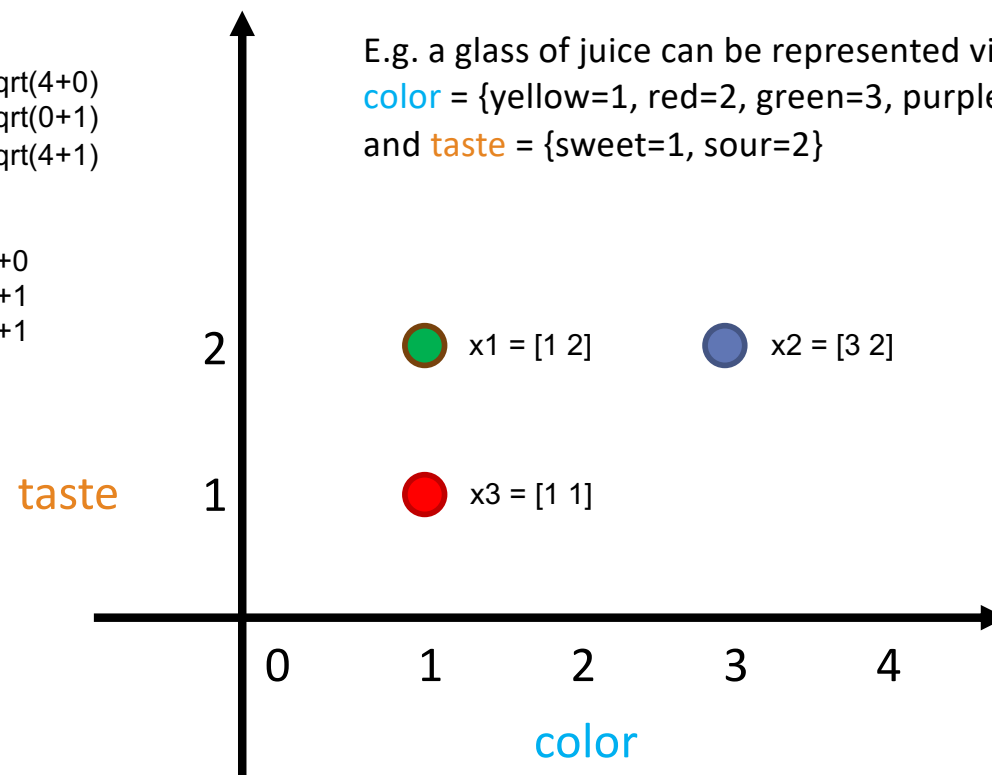 E.g. a glass of juice can be represented
color = {yellow=1, red=2, green=3,
and taste = {sweet=1, sour=2}
qrt(4+0)
qrt(0+1)
qrt(4+1)
+0
+1
+1
2
x1 = [1 2]
x2 = [3 2]
taste
1
x3 = [1 1]
0 1 2 3 4
color